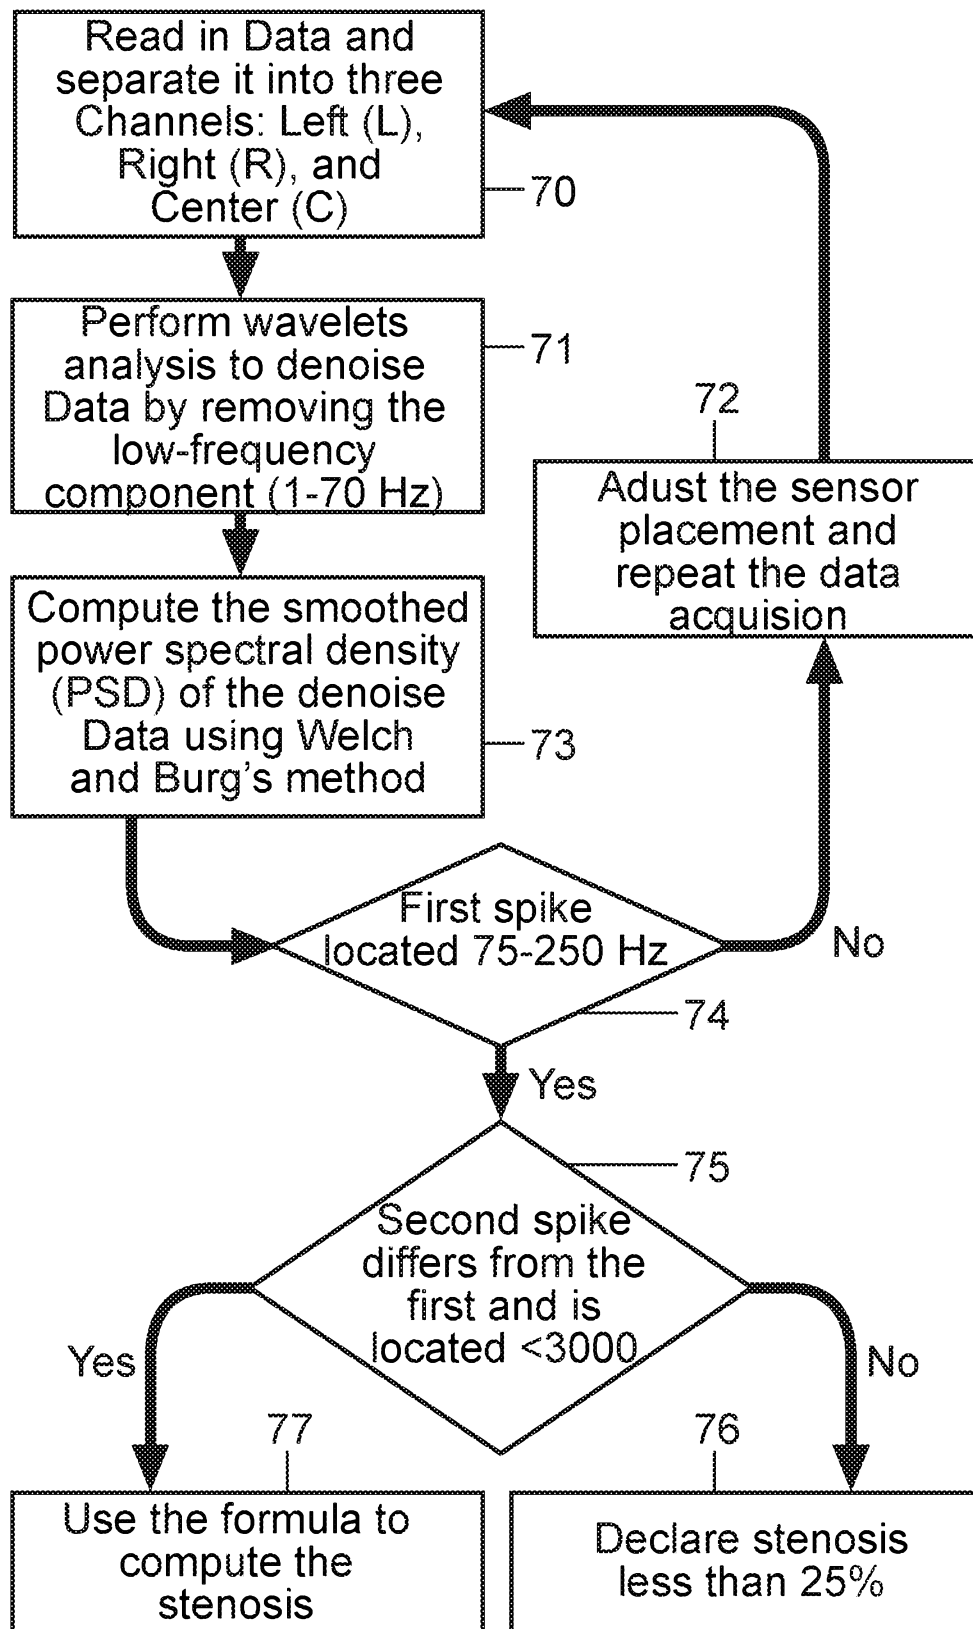 Read in Data and
separate it into three
Channels: Left (L),
Right (R), and
Center (C)
70
Perform wavelets
analysis to denoise
Data by removing the
low-frequency
component (1-70 Hz)
71
72
Adust the sensor
placement and
repeat the data
acquision
Compute the smoothed
power spectral density
(PSD) of the denoise
Data using Welch
and Burg's method
73
First spike
located 75-250 Hz
No
74
Yes
75
Second spike
differs from the
first and is
located <3000
Yes
No
77
76
Use the formula to
compute the
stenosis
Declare stenosis
less than 25%